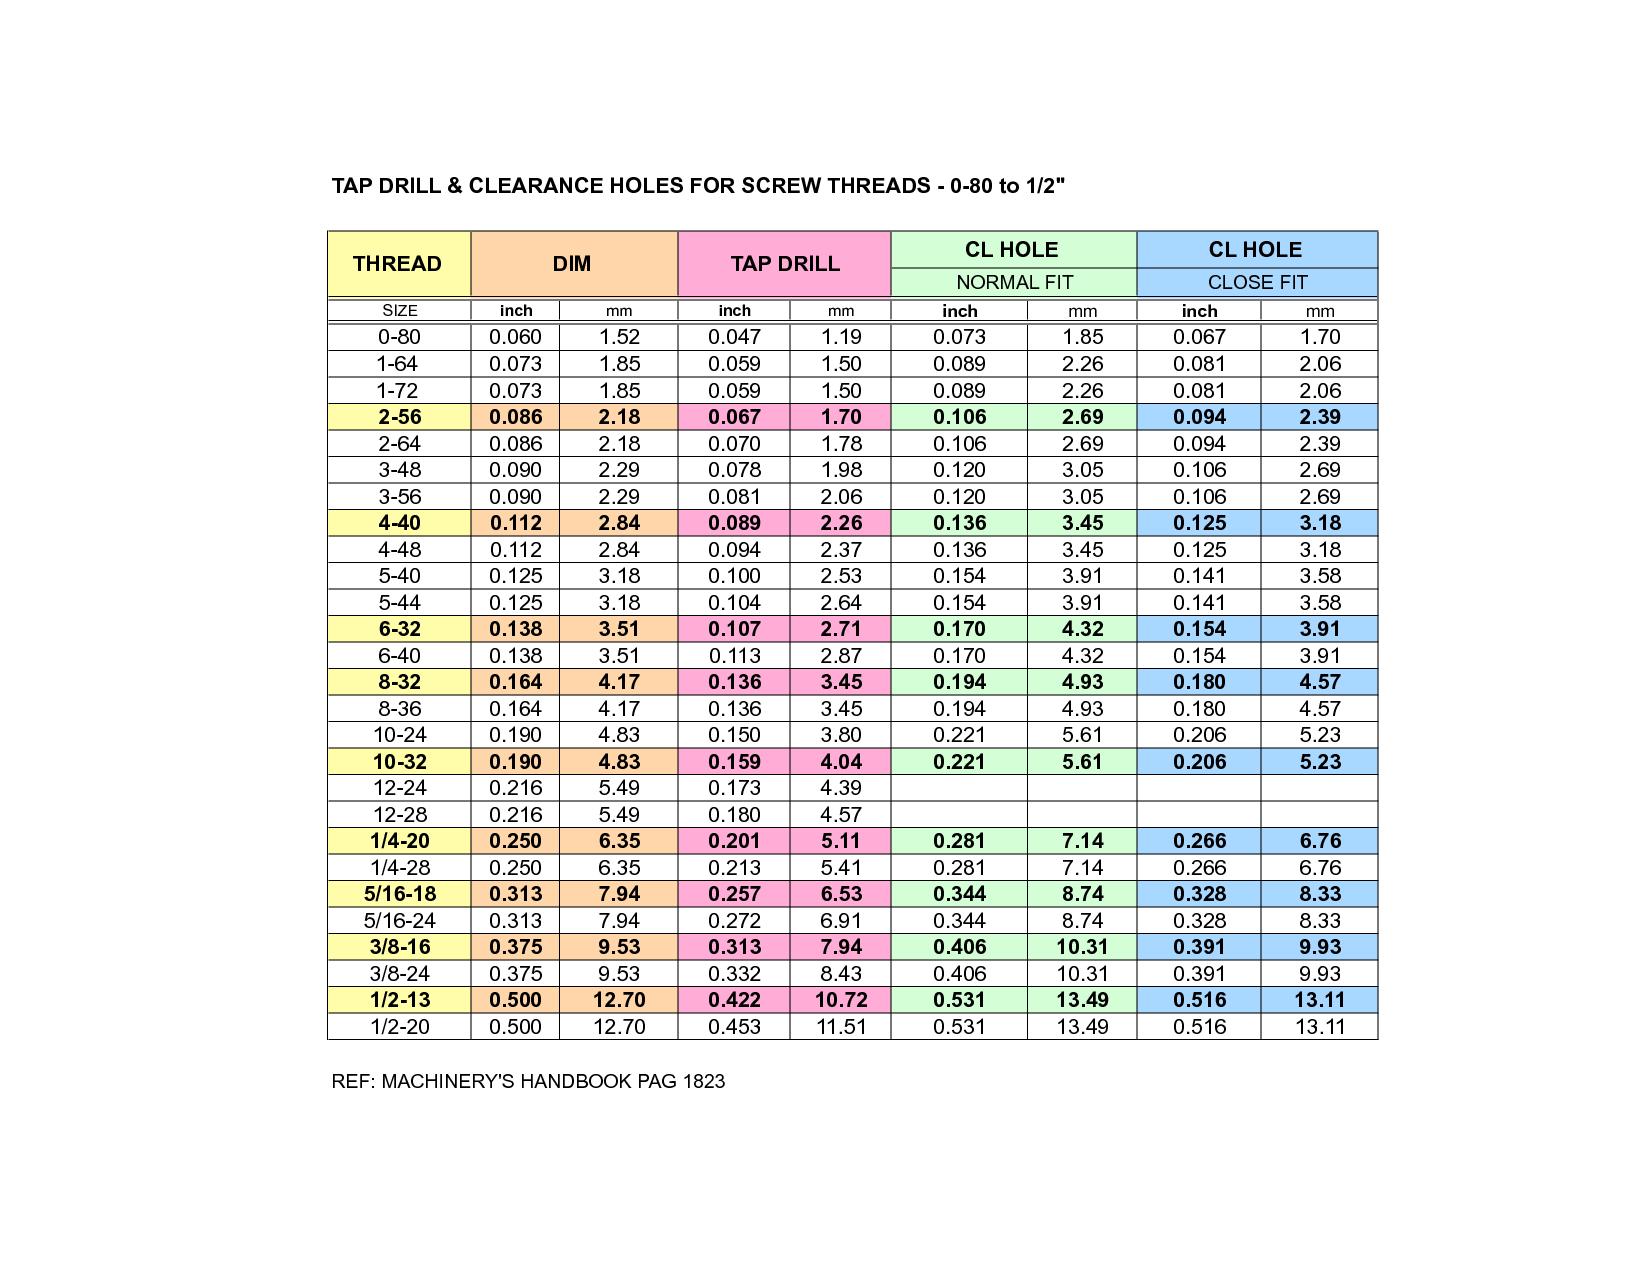 TAP DRILL & CLEARANCE HOLES FOR SCREW THREADS - 0-80 to 1/2"
THREAD DIM TAP DRILL CL HOLE CL HOLE
NORMAL FIT CLOSE FIT
SIZE inch mm inch mm inch mm inch mm
0-80 0.060 1.52 0.047 1.19 0.073 1.85 0.067 1.70
1-64 0.073 1.85 0.059 1.50 0.089 2.26 0.081 2.06
1-72 0.073 1.85 0.059 1.50 0.089 2.26 0.081 2.06
2-56 0.086 2.18 0.067 1.70 0.106 2.69 0.094 2.39
2-64 0.086 2.18 0.070 1.78 0.106 2.69 0.094 2.39
3-48 0.090 2.29 0.078 1.98 0.120 3.05 0.106 2.69
3-56 0.090 2.29 0.081 2.06 0.120 3.05 0.106 2.69
4-40 0.112 2.84 0.089 2.26 0.136 3.45 0.125 3.18
4-48 0.112 2.84 0.094 2.37 0.136 3.45 0.125 3.18
5-40 0.125 3.18 0.100 2.53 0.154 3.91 0.141 3.58
5-44 0.125 3.18 0.104 2.64 0.154 3.91 0.141 3.58
6-32 0.138 3.51 0.107 2.71 0.170 4.32 0.154 3.91
6-40 0.138 3.51 0.113 2.87 0.170 4.32 0.154 3.91
8-32 0.164 4.17 0.136 3.45 0.194 4.93 0.180 4.57
8-36 0.164 4.17 0.136 3.45 0.194 4.93 0.180 4.57
10-24 0.190 4.83 0.150 3.80 0.221 5.61 0.206 5.23
10-32 0.190 4.83 0.159 4.04 0.221 5.61 0.206 5.23
12-24 0.216 5.49 0.173 4.39
12-28 0.216 5.49 0.180 4.57
1/4-20 0.250 6.35 0.201 5.11 0.281 7.14 0.266 6.76
1/4-28 0.250 6.35 0.213 5.41 0.281 7.14 0.266 6.76
5/16-18 0.313 7.94 0.257 6.53 0.344 8.74 0.328 8.33
5/16-24 0.313 7.94 0.272 6.91 0.344 8.74 0.328 8.33
3/8-16 0.375 9.53 0.313 7.94 0.406 10.31 0.391 9.93
3/8-24 0.375 9.53 0.332 8.43 0.406 10.31 0.391 9.93
1/2-13 0.500 12.70 0.422 10.72 0.531 13.49 0.516 13.11
1/2-20 0.500 12.70 0.453 11.51 0.531 13.49 0.516 13.11
REF: MACHINERY'S HANDBOOK PAG 1823